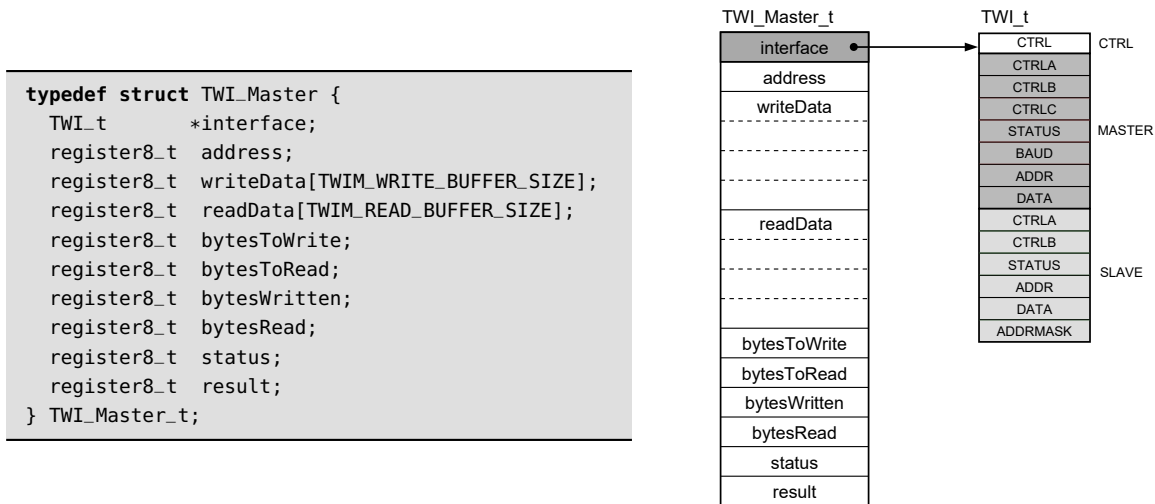 typedef struct TWI_Master {
TWI_t *interface;
register8_t address;
register8_t writeData[TWIM_WRITE_BUFFER_SIZE];
register8_t readData[TWIM_READ_BUFFER_SIZE];
register8_t bytesToWrite;
register8_t bytesToRead;
register8_t bytesWritten;
register8_t bytesRead;
register8_t status;
register8_t result;
} TWI_Master_t;
TWI_Master_t
interface
address
writeData
readData
bytesToWrite
bytesToRead
bytesWritten
bytesRead
status
result
TWI_t
CTRL CTRL
CTRLA
CTRLB
CTRLC
STATUS MASTER
BAUD
ADDR
DATA
CTRLA
CTRLB
STATUS
SLAVE
ADDR
DATA
ADDRMASK